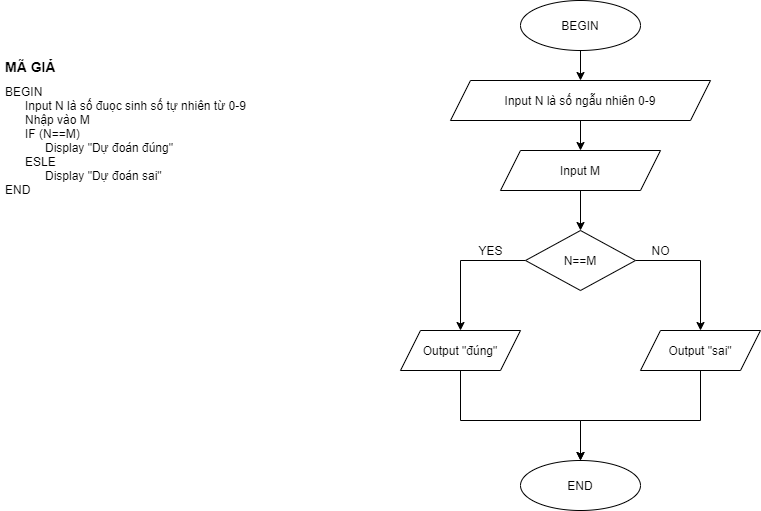 MÃ GIẢ
BEGIN
Input N là số đuọc sinh số tự nhiên từ 0-9
Nhập vào M
IF (N==M)
Display "Dự đoán đúng"
ESLE
Display "Dự đoán sai"
END
BEGIN
Input N là số ngẫu nhiên 0-9
Input M
N==M
YES
NO
Output "đúng"
Output "sai"
END